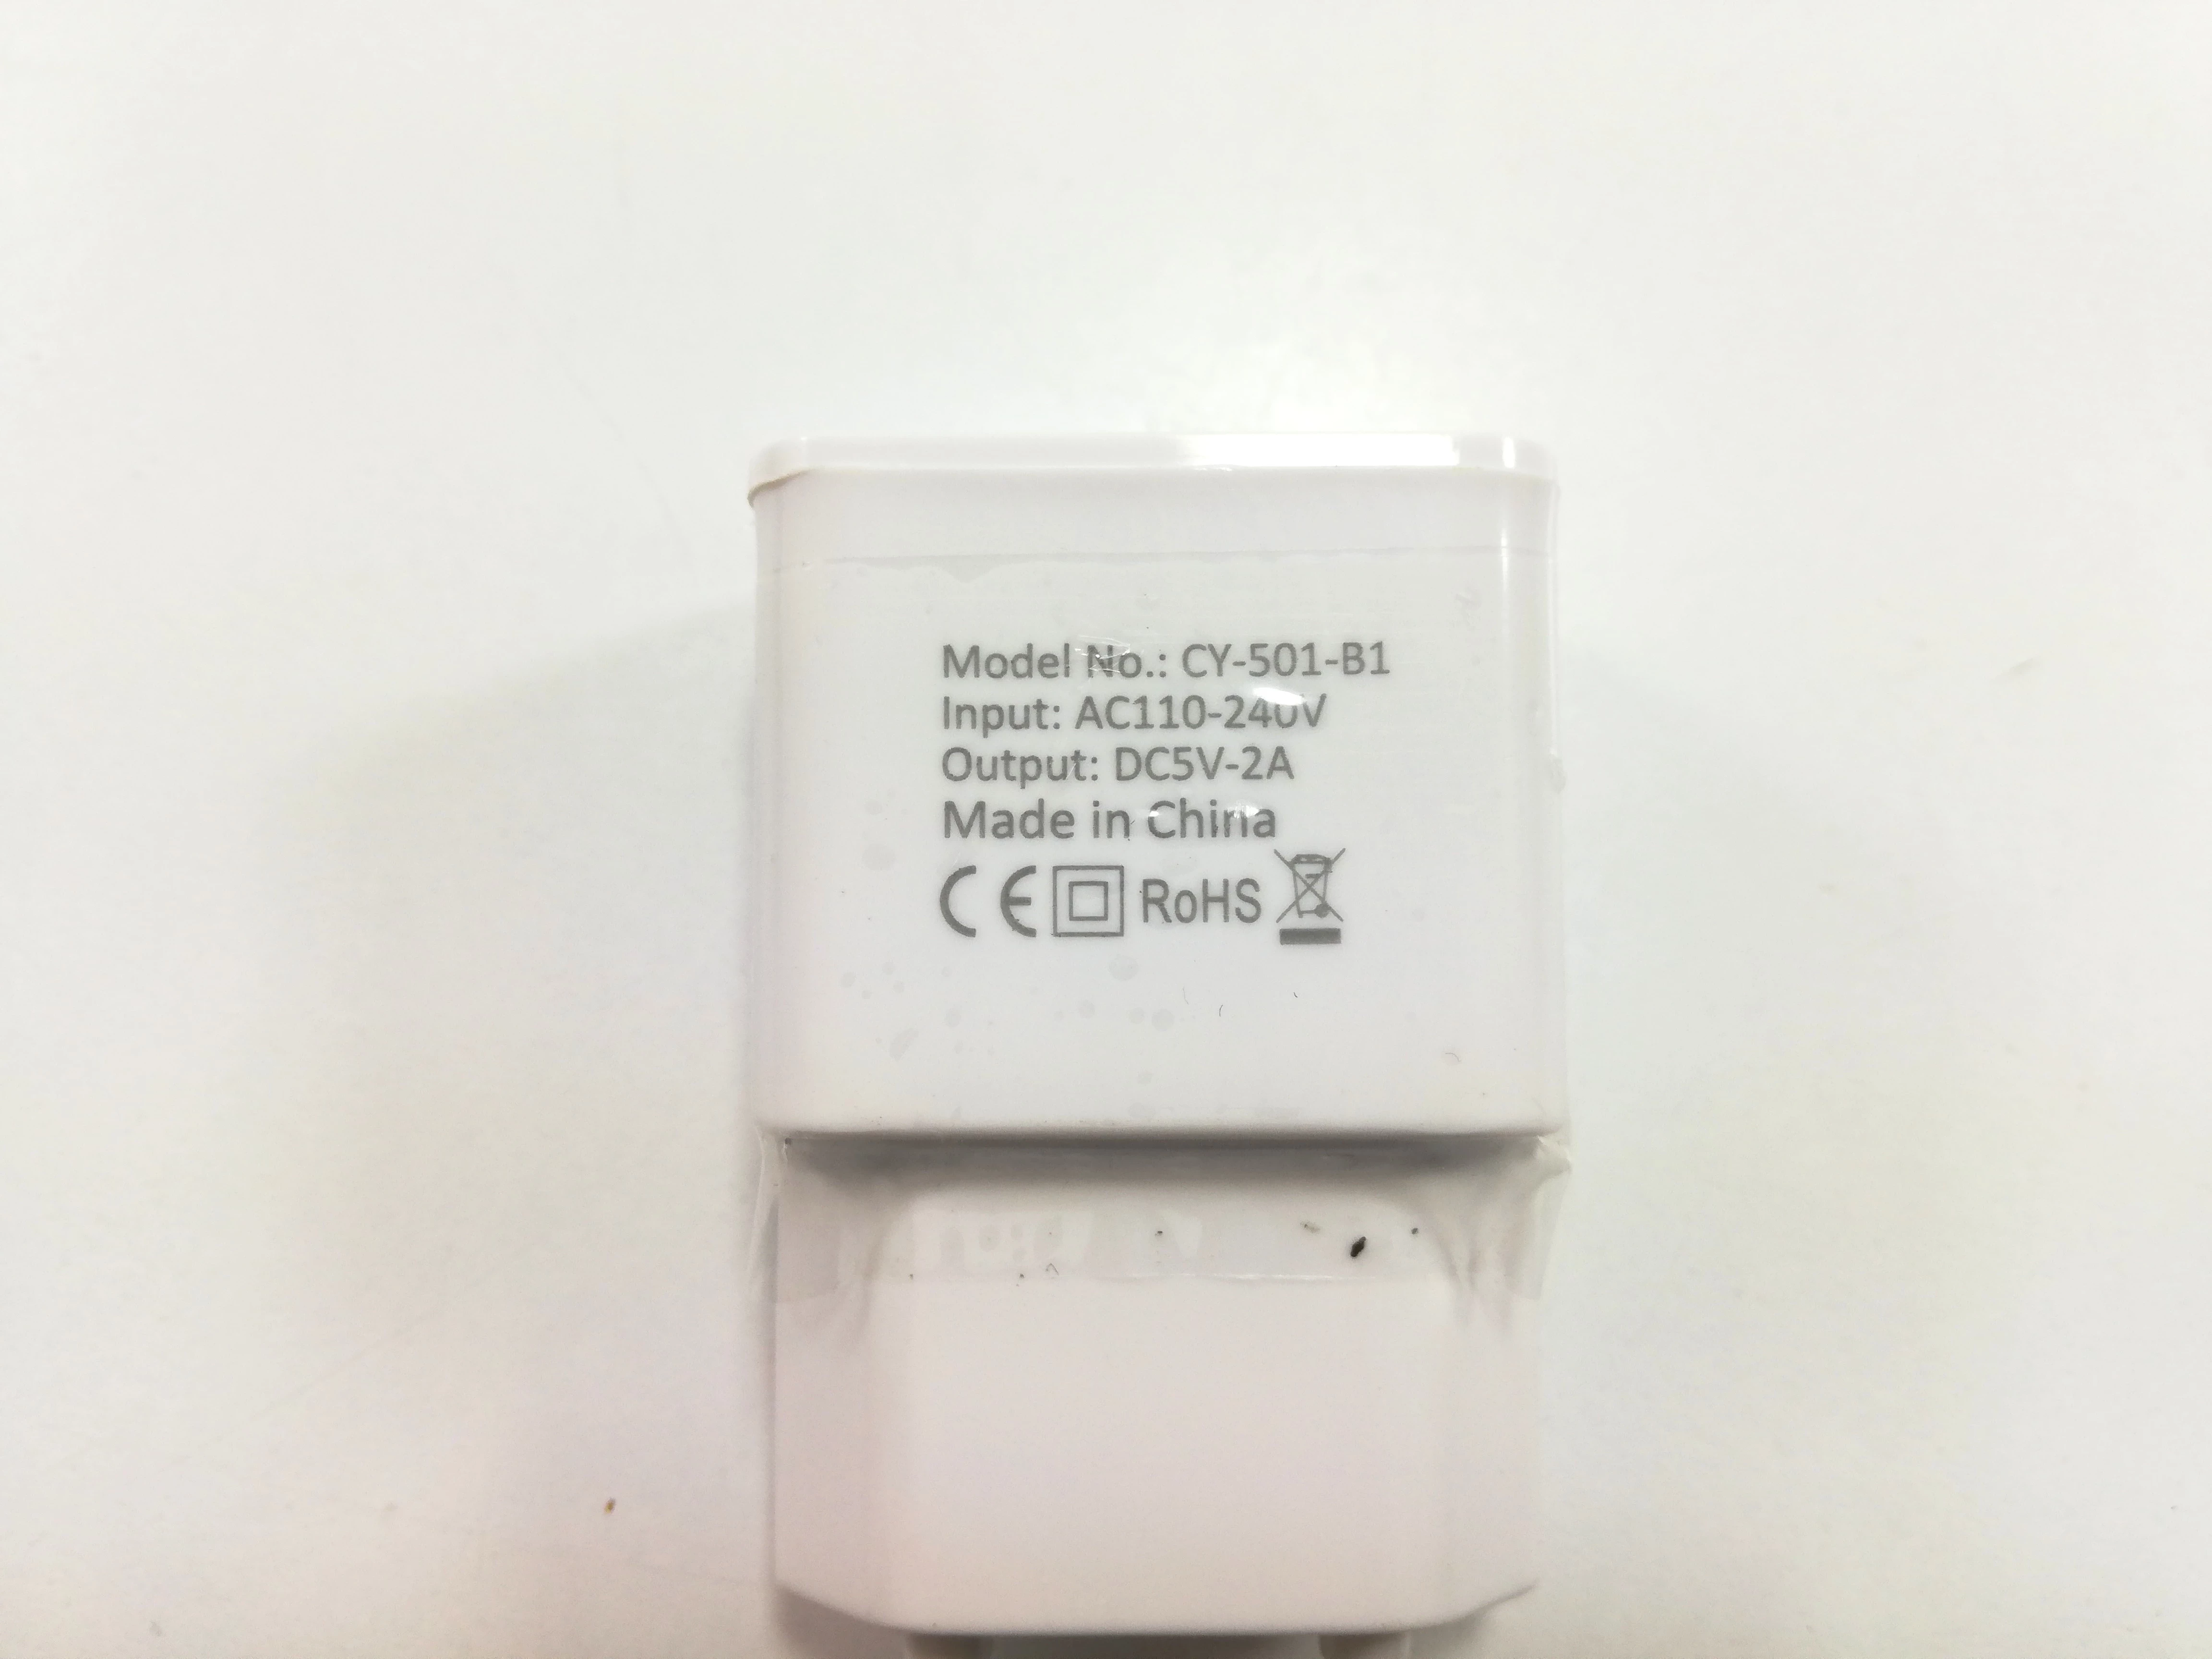 Model No.: CY-501-B1
Input: AC110-240V
Output: DC5V-2A
Made in China
CE RoHS